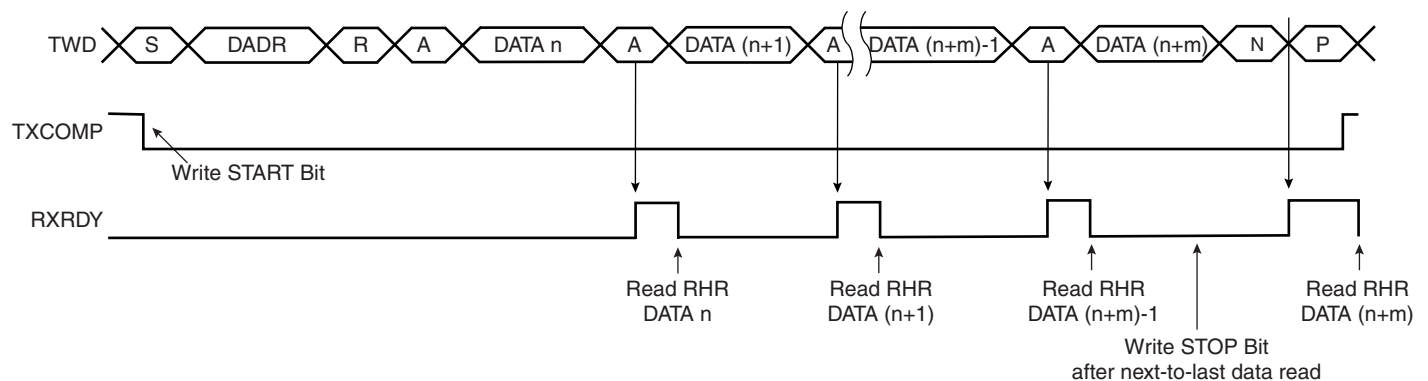 TWD S DADR R A DATA n A DATA (n+1) A DATA (n+m)-1 A DATA (n+m) N P
TXCOMP
Write START Bit
RXRDY
Read RHR
DATA n
Read RHR
DATA (n+1)
Read RHR
DATA (n+m)-1
Read RHR
DATA (n+m)
Write STOP Bit
after next-to-last data read